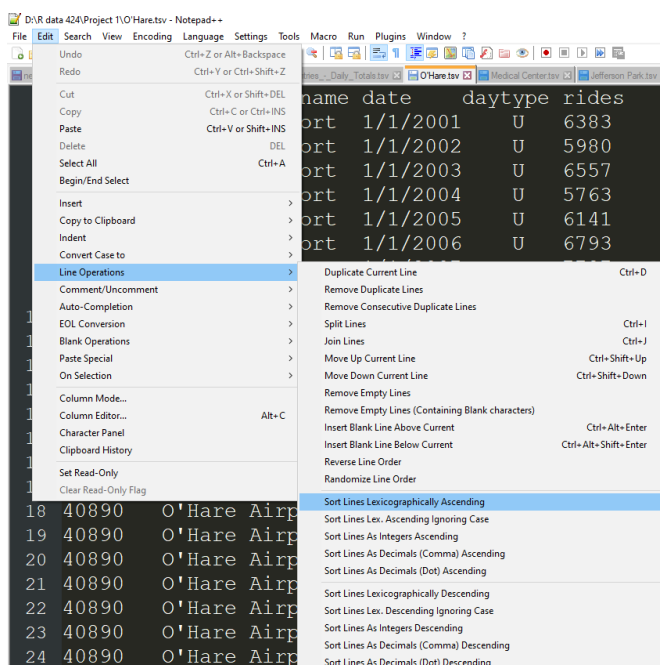 D:\R data 424\Project 1\O'Hare.tsv - Notepad++
File Edit Search View Encoding Language Settings Tools Macro Run Plugins Window ?
tries_-_Daily_Totals.tsv O'Hare.tsv Medical Center.tsv Jefferson Park.tsv
name date daytype rides
ort 1/1/2001 U 6383
ort 1/1/2002 U 5980
ort 1/1/2003 U 6557
ort 1/1/2004 U 5763
ort 1/1/2005 U 6141
ort 1/1/2006 U 6793
Undo Ctrl+Z or Alt+Backspace
Redo Ctrl+Y or Ctrl+Shift+Z
Cut Ctrl+X or Shift+DEL
Copy Ctrl+C or Ctrl+INS
Paste Ctrl+V or Shift+INS
Delete DEL
Select All Ctrl+A
Begin/End Select
Insert
Copy to Clipboard
Indent
Convert Case to
Line Operations
Comment/Uncomment
Auto-Completion
EOL Conversion
Blank Operations
Paste Special
On Selection
Column Mode...
Column Editor... Alt+C
Character Panel
Clipboard History
Set Read-Only
Clear Read-Only Flag
Duplicate Current Line Ctrl+D
Remove Duplicate Lines
Remove Consecutive Duplicate Lines
Split Lines Ctrl+I
Join Lines Ctrl+J
Move Up Current Line Ctrl+Shift+Up
Move Down Current Line Ctrl+Shift+Down
Remove Empty Lines
Remove Empty Lines (Containing Blank characters)
Insert Blank Line Above Current Ctrl+Alt+Enter
Insert Blank Line Below Current Ctrl+Alt+Shift+Enter
Reverse Line Order
Randomize Line Order
Sort Lines Lexicographically Ascending
Sort Lines Lex. Ascending Ignoring Case
Sort Lines As Integers Ascending
Sort Lines As Decimals (Comma) Ascending
Sort Lines As Decimals (Dot) Ascending
Sort Lines Lexicographically Descending
Sort Lines Lex. Descending Ignoring Case
Sort Lines As Integers Descending
Sort Lines As Decimals (Comma) Descending
Sort Lines As Decimals (Dot) Descending
18 40890 O'Hare Airp
19 40890 O'Hare Airp
20 40890 O'Hare Airp
21 40890 O'Hare Airp
22 40890 O'Hare Airp
23 40890 O'Hare Airp
24 40890 O'Hare Airp